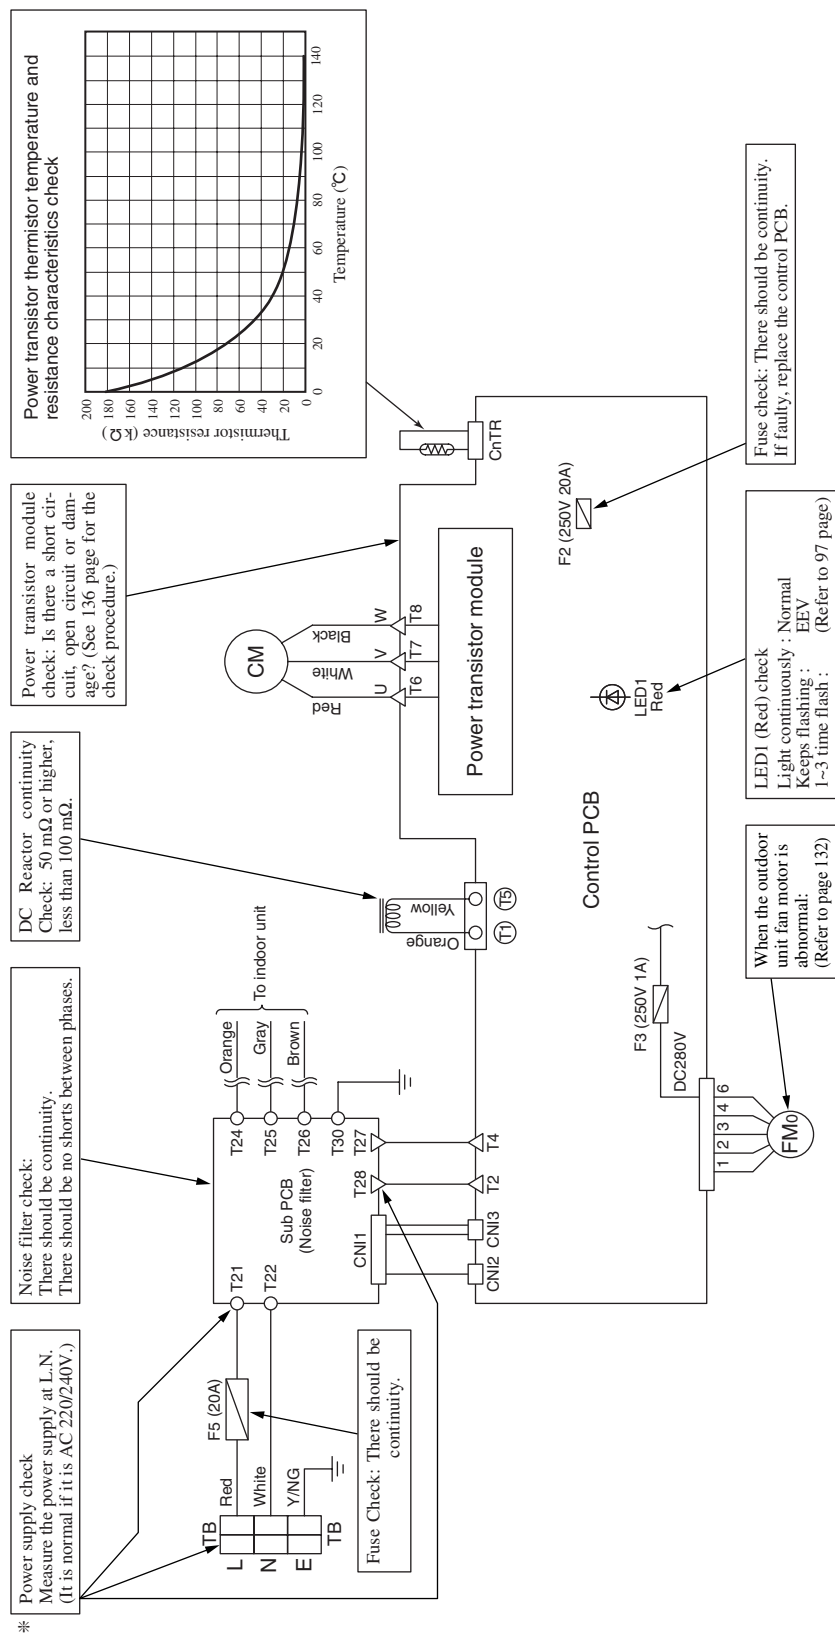 * Power supply check
Measure the power supply at L.N.
(It is normal if it is AC 220/240V.)
Noise filter check:
There should be continuity.
There should be no shorts between phases.
DC Reactor continuity
Check: 50 mΩ or higher,
less than 100 mΩ.
Power transistor module
check: Is there a short cir-
cuit, open circuit or dam-
age? (See 136 page for the
check procedure.)
Power transistor thermistor temperature and
resistance characteristics check
Thermistor resistance (kΩ)
200
180
160
140
120
100
80
60
40
20
0
0 20 40 60 80 100 120 140
Temperature (°C)
TB
L
N
E
TB
Red
White
Y/NG
F5 (20A)
Fuse Check: There should be
continuity.
T21
T22
Sub PCB
(Noise filter)
T24
T25
T26
T30
T27
T28
CNI1
Orange
Gray
Brown
To indoor unit
CNI2
CNI3
T2
T4
Orange
Yellow
T1
T5
CM
Red
White
Black
U
V
W
T6
T7
T8
Power transistor module
CnTR
Control PCB
F2 (250V 20A)
LED1
Red
F3 (250V 1A)
DC280V
1 2 3 4 6
FM0
When the outdoor
unit fan motor is
abnormal:
(Refer to page 132)
LED1 (Red) check
Light continuously : Normal
Keeps flashing : EEV
1~3 time flash : (Refer to 97 page)
Fuse check: There should be continuity.
If faulty, replace the control PCB.